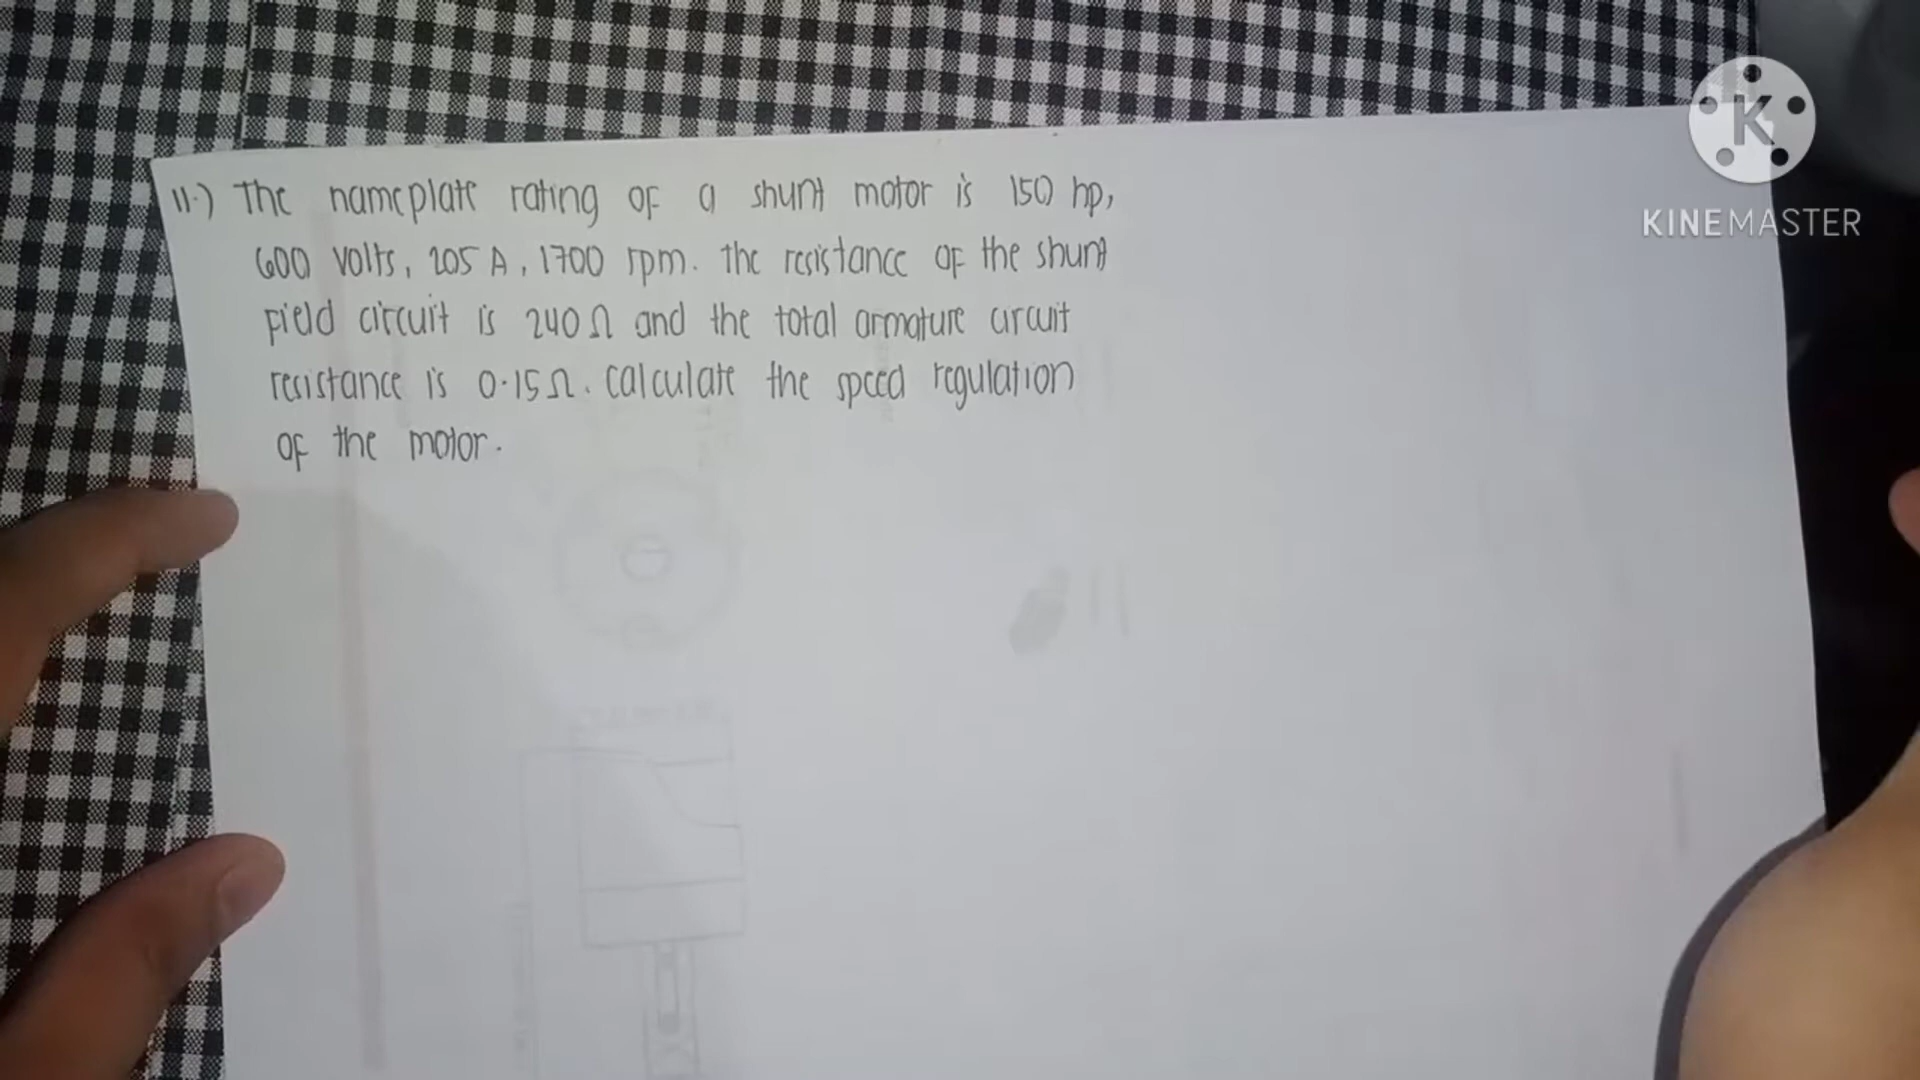 11.) The nameplate rating of a shunt motor is 150 hp,
600 volts, 205 A, 1700 rpm. The resistance of the shunt
field circuit is 240 Ω and the total armature circuit
resistance is 0.15 Ω. Calculate the speed regulation
of the motor.
K
KINEMASTER